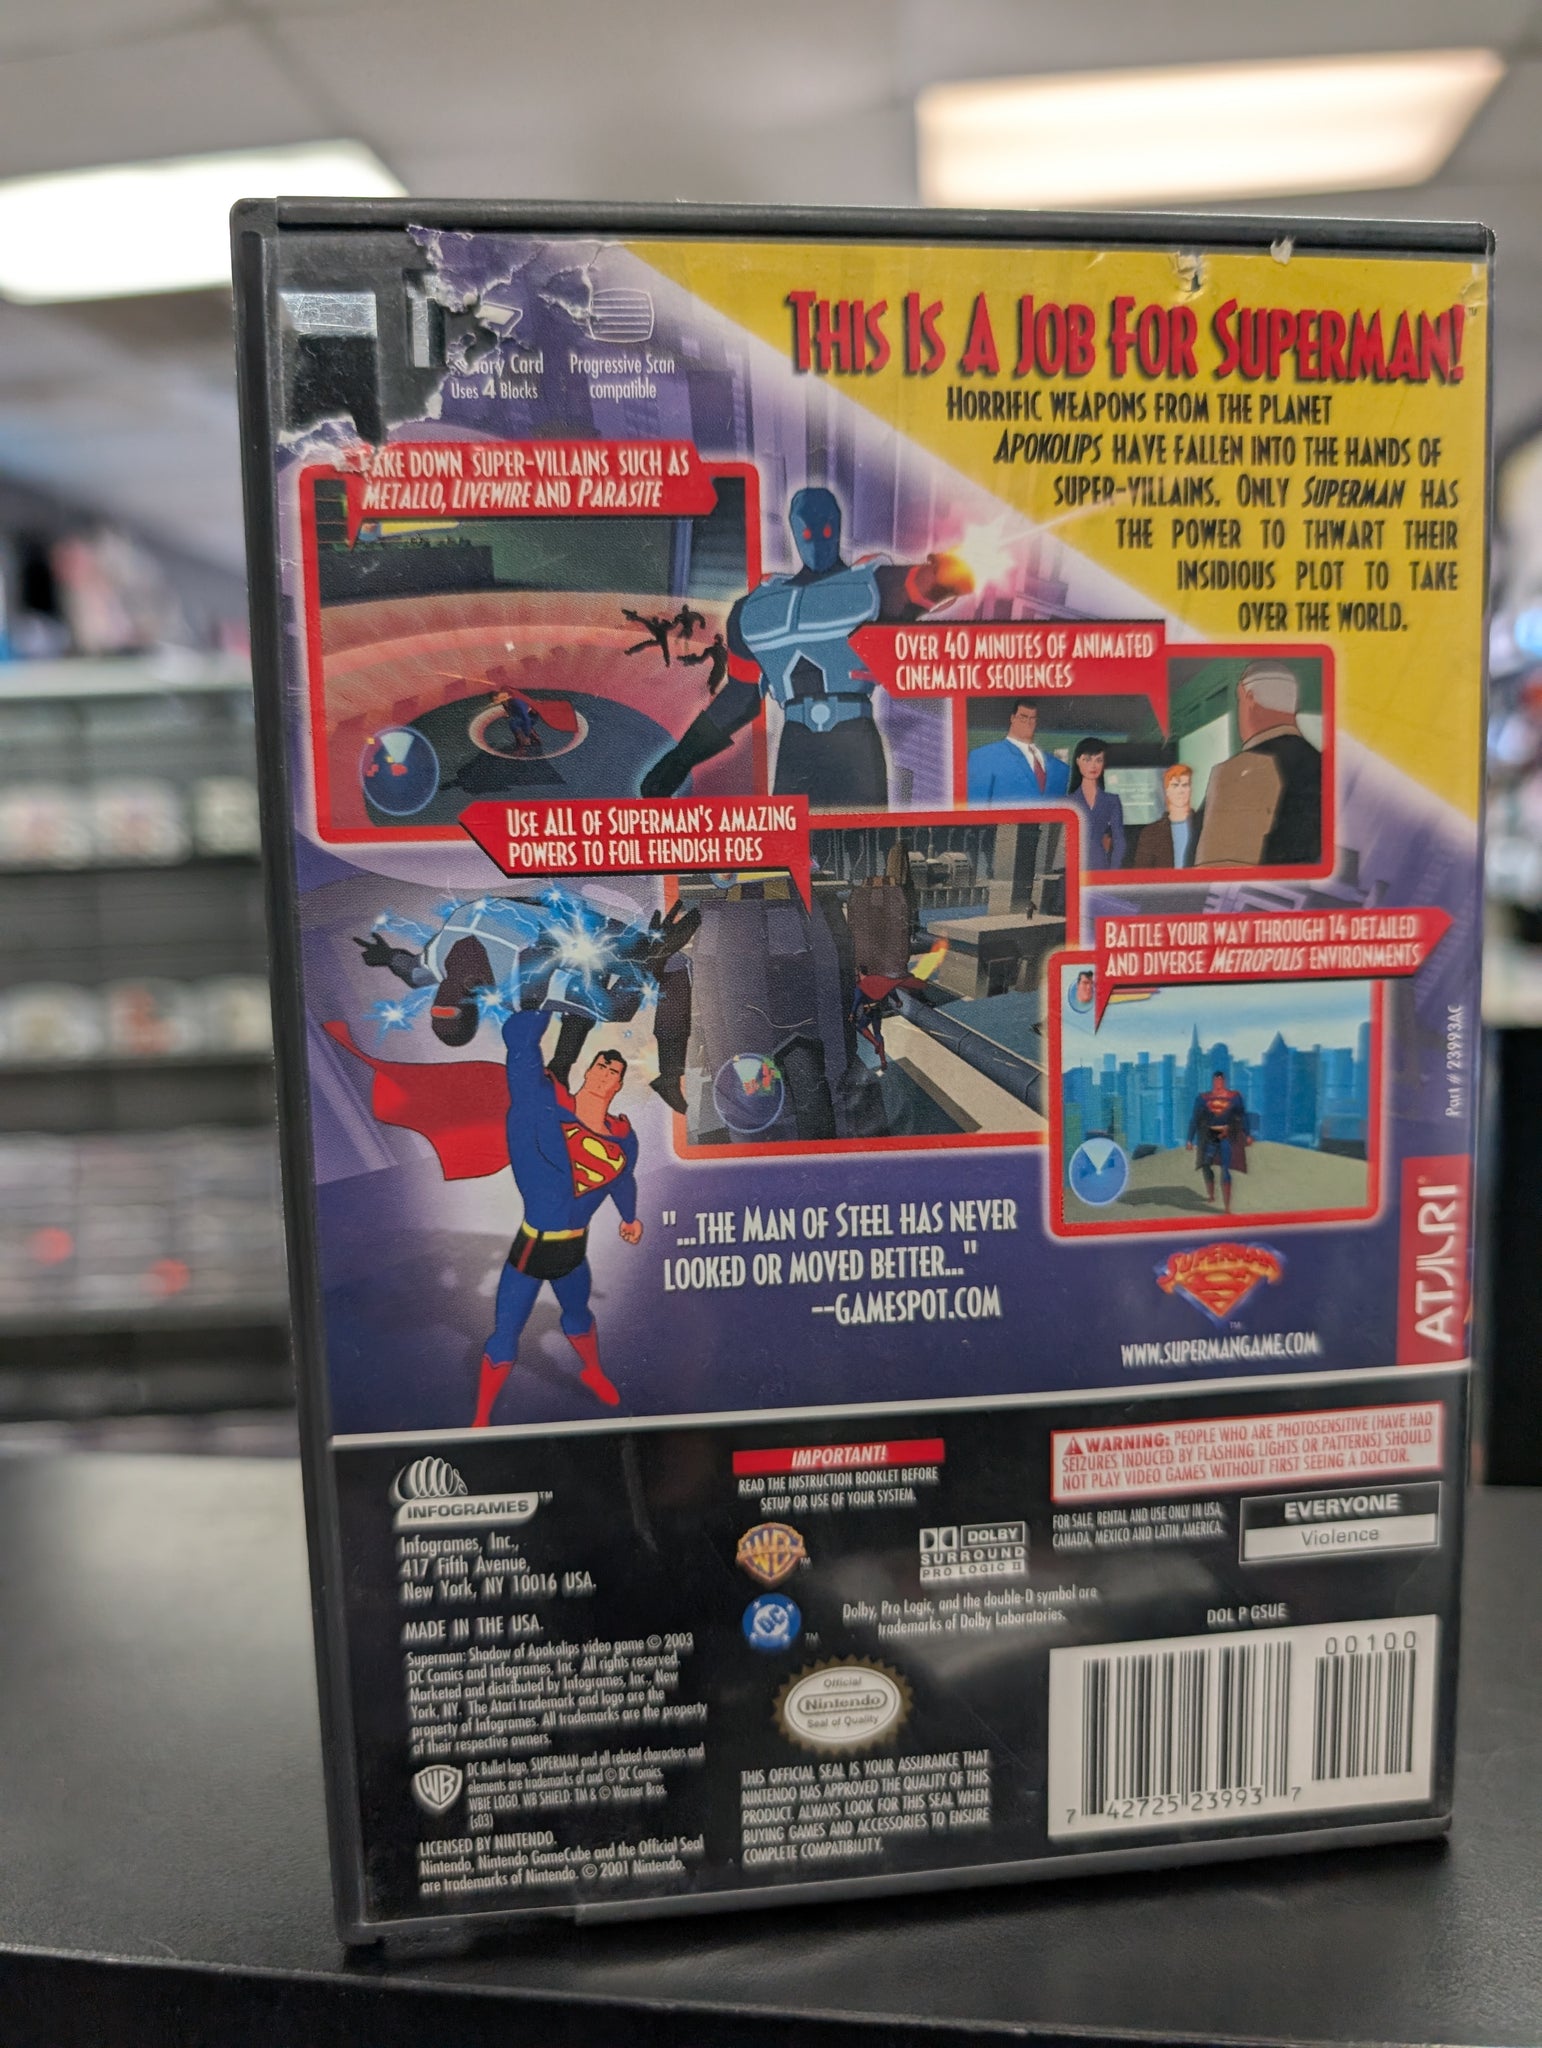 Card
Uses 4 Blocks
Progressive Scan
compatible
THIS IS A JOB FOR SUPERMAN!™
HORRIFIC WEAPONS FROM THE PLANET
APOKOLIPS HAVE FALLEN INTO THE HANDS OF
SUPER-VILLAINS. ONLY SUPERMAN HAS
THE POWER TO THWART THEIR
INSIDIOUS PLOT TO TAKE
OVER THE WORLD.
TAKE DOWN SUPER-VILLAINS SUCH AS
METALLO, LIVEWIRE AND PARASITE
OVER 40 MINUTES OF ANIMATED
CINEMATIC SEQUENCES
USE ALL OF SUPERMAN'S AMAZING
POWERS TO FOIL FIENDISH FOES
BATTLE YOUR WAY THROUGH 14 DETAILED
AND DIVERSE METROPOLIS ENVIRONMENTS
Part # 23993AC
"...THE MAN OF STEEL HAS NEVER
LOOKED OR MOVED BETTER..."
--GAMESPOT.COM
SUPERMAN
TM
WWW.SUPERMANGAME.COM
ATARI®
INFOGRAMES™
Infogrames, Inc.,
417 Fifth Avenue,
New York, NY 10016 USA.
MADE IN THE USA.
Superman: Shadow of Apokolips video game © 2003
DC Comics and Infogrames, Inc. All rights reserved.
Marketed and distributed by Infogrames, Inc., New
York, NY. The Atari trademark and logo are the
property of Infogrames. All trademarks are the property
of their respective owners.
WB
DC Bullet logo, SUPERMAN and all related characters and
elements are trademarks of and © DC Comics.
WBIE LOGO, WB SHIELD: TM & © Warner Bros.
(s03)
LICENSED BY NINTENDO.
Nintendo, Nintendo GameCube and the Official Seal
are trademarks of Nintendo. © 2001 Nintendo.
IMPORTANT!
READ THE INSTRUCTION BOOKLET BEFORE
SETUP OR USE OF YOUR SYSTEM.
WB TM
DC TM
DOLBY
SURROUND
PRO LOGIC II
Dolby, Pro Logic, and the double-D symbol are
trademarks of Dolby Laboratories.
Official
Nintendo
Seal of Quality
THIS OFFICIAL SEAL IS YOUR ASSURANCE THAT
NINTENDO HAS APPROVED THE QUALITY OF THIS
PRODUCT. ALWAYS LOOK FOR THIS SEAL WHEN
BUYING GAMES AND ACCESSORIES TO ENSURE
COMPLETE COMPATIBILITY.
WARNING: PEOPLE WHO ARE PHOTOSENSITIVE (HAVE HAD
SEIZURES INDUCED BY FLASHING LIGHTS OR PATTERNS) SHOULD
NOT PLAY VIDEO GAMES WITHOUT FIRST SEEING A DOCTOR.
FOR SALE, RENTAL AND USE ONLY IN USA,
CANADA, MEXICO AND LATIN AMERICA.
EVERYONE
Violence
DOL P GSUE
00100
7 42725 23993 7